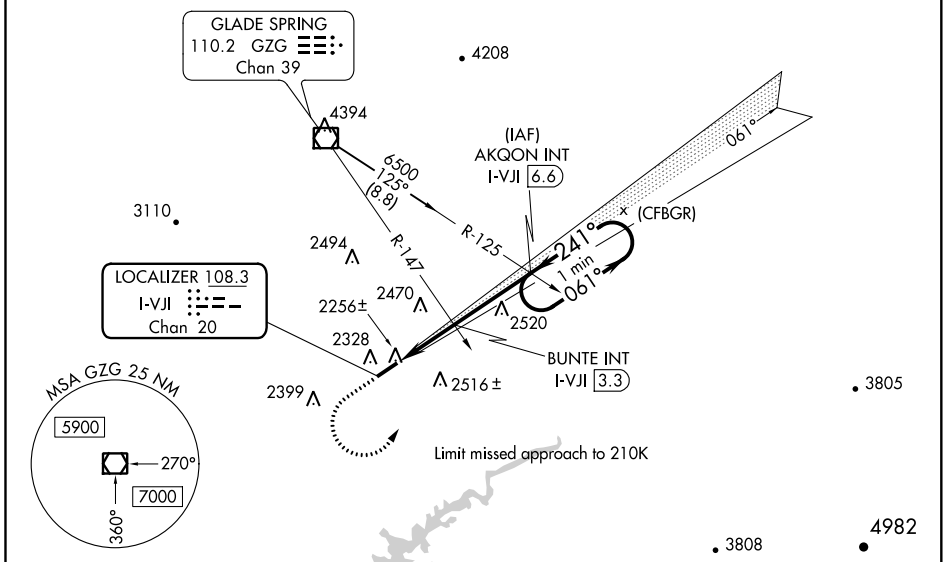 GLADE SPRING
110.2 GZG
Chan 39
4208
4394
061°
(IAF)
AKQON INT
I-VJI 6.6
6500
125°
(8.8)
R-125
x (CFBGR)
3110
R-147
241°
1 min
061°
2494
LOCALIZER 108.3
I-VJI
Chan 20
2470
2256±
2520
2328
BUNTE INT
I-VJI 3.3
2399
2516±
3805
MSA GZG 25 NM
5900
270°
7000
360°
Limit missed approach to 210K
4982
3808